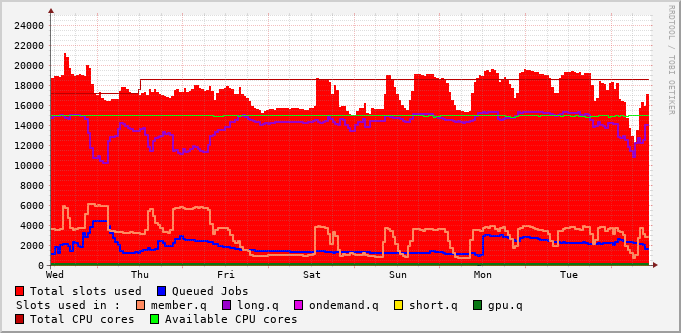 RRDTOOL / TOBI OETIKER
24000
22000
20000
18000
16000
14000
12000
10000
8000
6000
4000
2000
0
Wed Thu Fri Sat Sun Mon Tue
Total slots used Queued Jobs
Slots used in : member.q long.q ondemand.q short.q gpu.q
Total CPU cores Available CPU cores